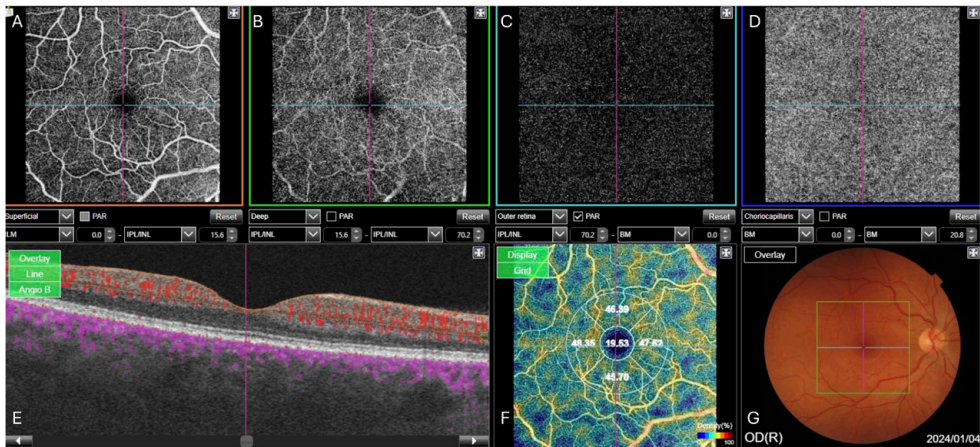 A
B
C
D
Superficial PAR Reset
ILM 0.0 - IPL/INL 15.6
Deep PAR Reset
IPL/INL 15.6 - IPL/INL 70.2
Outer retina PAR Reset
IPL/INL 70.2 - BM 0.0
Choriocapillaris PAR Reset
BM 0.0 - BM 20.8
Overlay
Line
Angio B
E
Display
Grid
46.39
48.35 19.53 47.62
45.70
Density(%)
100
F
Overlay
G
OD(R)
2024/01/04